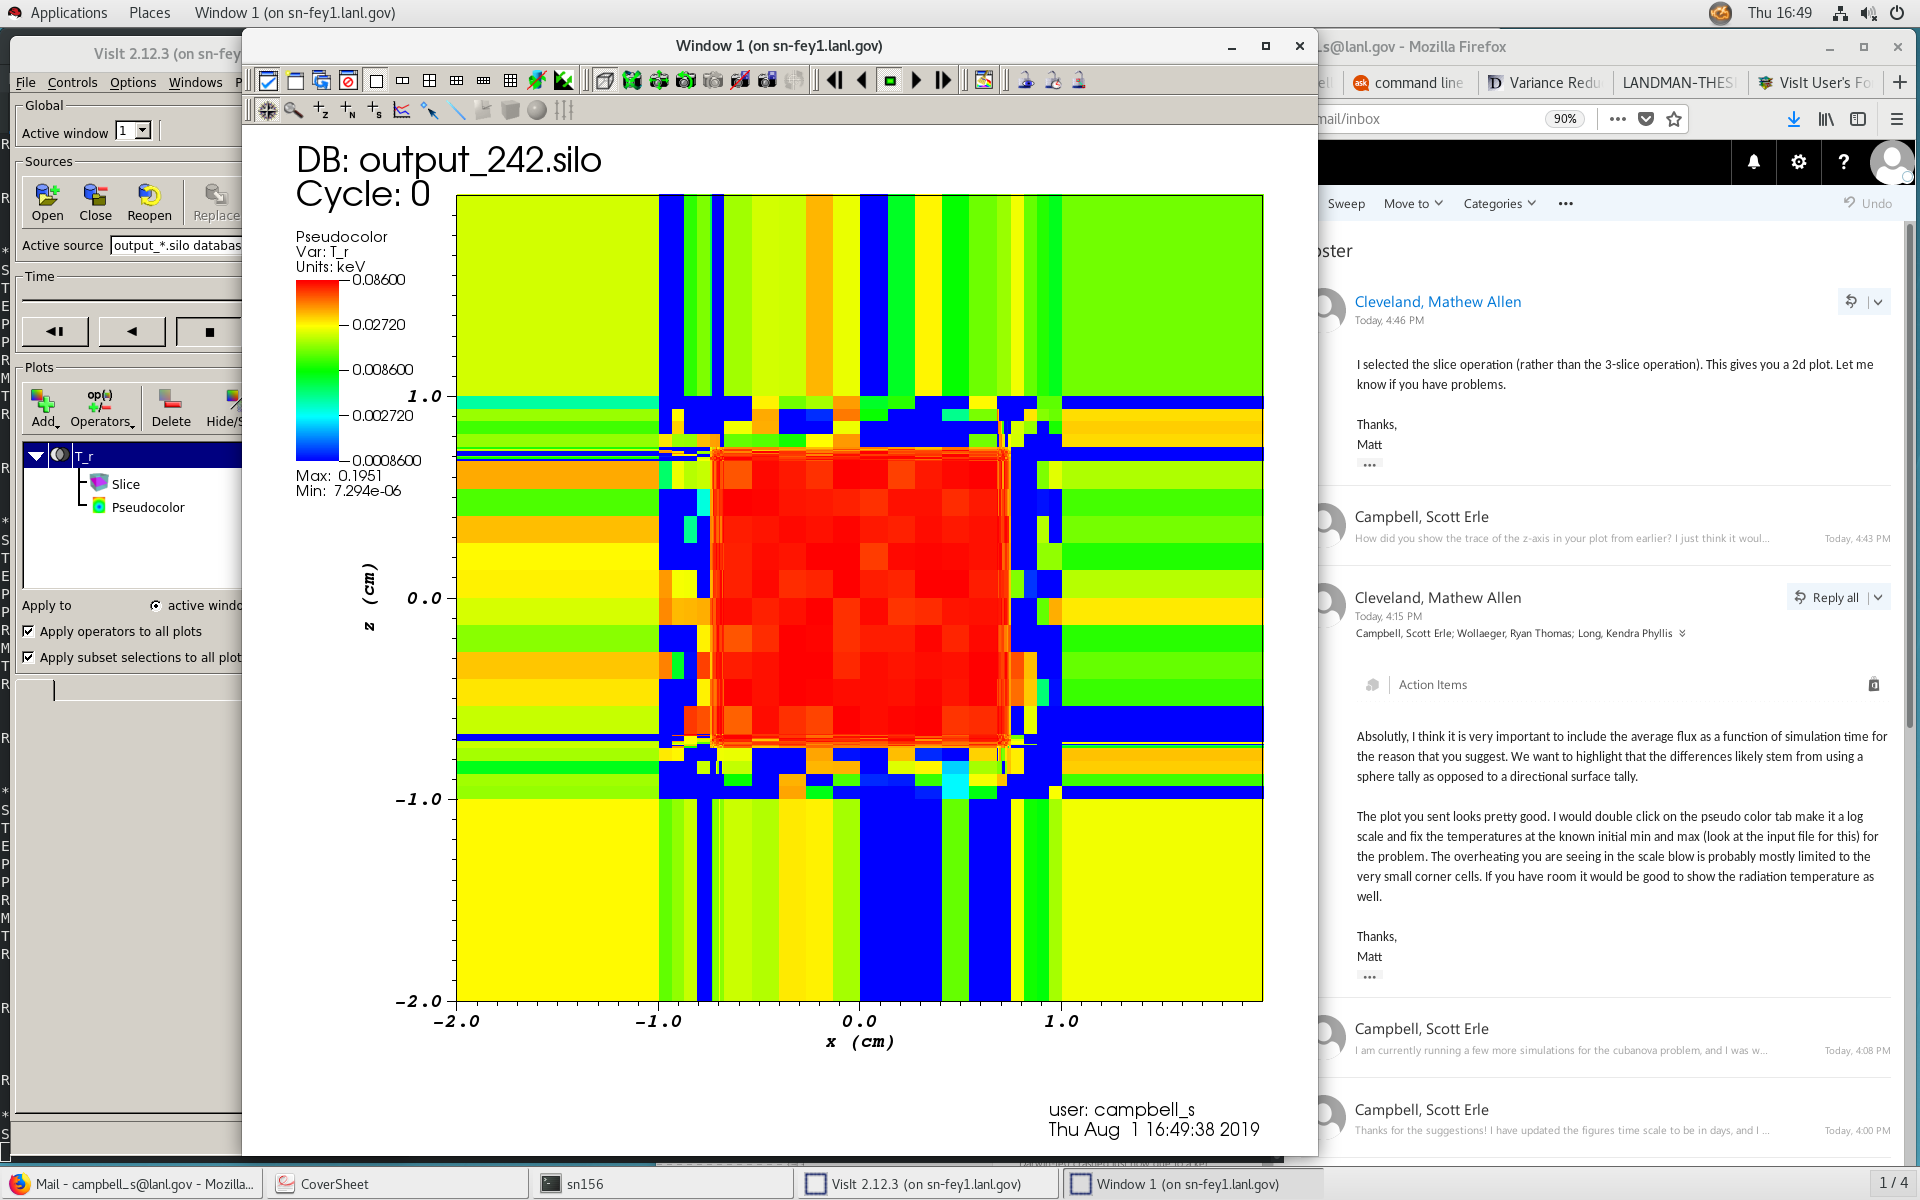 Applications Places Window 1 (on sn-fey1.lanl.gov) Thu 16:49
VisIt 2.12.3 (on sn-fey
File Controls Options Windows
Global
Active window 1
Sources
Open Close Reopen Replace
Active source output_*.silo databas
Time
Plots
Add Operators Delete Hide/S
op(.)
T_r
Slice
Pseudocolor
Apply to active windo
Apply operators to all plots
Apply subset selections to all plot
Window 1 (on sn-fey1.lanl.gov)
DB: output_242.silo
Cycle: 0
Pseudocolor
Var: T_r
Units: keV
0.08600
0.02720
0.008600
0.002720
0.0008600
Max: 0.1951
Min: 7.294e-06
1.0
0.0
-1.0
-2.0
z (cm)
-2.0 -1.0 0.0 1.0
x (cm)
user: campbell_s
Thu Aug 1 16:49:38 2019
_s@lanl.gov - Mozilla Firefox
ask command line D Variance Redu LANDMAN-THES VisIt User's Fo
mail/inbox 90%
Sweep Move to Categories Undo
oster
Cleveland, Mathew Allen
Today, 4:46 PM
I selected the slice operation (rather than the 3-slice operation). This gives you a 2d plot. Let me
know if you have problems.
Thanks,
Matt
Campbell, Scott Erle
How did you show the trace of the z-axis in your plot from earlier? I just think it woul... Today, 4:43 PM
Cleveland, Mathew Allen
Reply all
Today, 4:15 PM
Campbell, Scott Erle; Wollaeger, Ryan Thomas; Long, Kendra Phyllis
Action Items
Absolutly, I think it is very important to include the average flux as a function of simulation time for
the reason that you suggest. We want to highlight that the differences likely stem from using a
sphere tally as opposed to a directional surface tally.
The plot you sent looks pretty good. I would double click on the pseudo color tab make it a log
scale and fix the temperatures at the known initial min and max (look at the input file for this) for
the problem. The overheating you are seeing in the scale blow is probably mostly limited to the
very small corner cells. If you have room it would be good to show the radiation temperature as
well.
Thanks,
Matt
Campbell, Scott Erle
I am currently running a few more simulations for the cubanova problem, and I was w... Today, 4:08 PM
Campbell, Scott Erle
Thanks for the suggestions! I have updated the figures time scale to be in days, and I ... Today, 4:00 PM
Mail - campbell_s@lanl.gov - Mozilla... CoverSheet sn156 VisIt 2.12.3 (on sn-fey1.lanl.gov) Window 1 (on sn-fey1.lanl.gov) 1 / 4